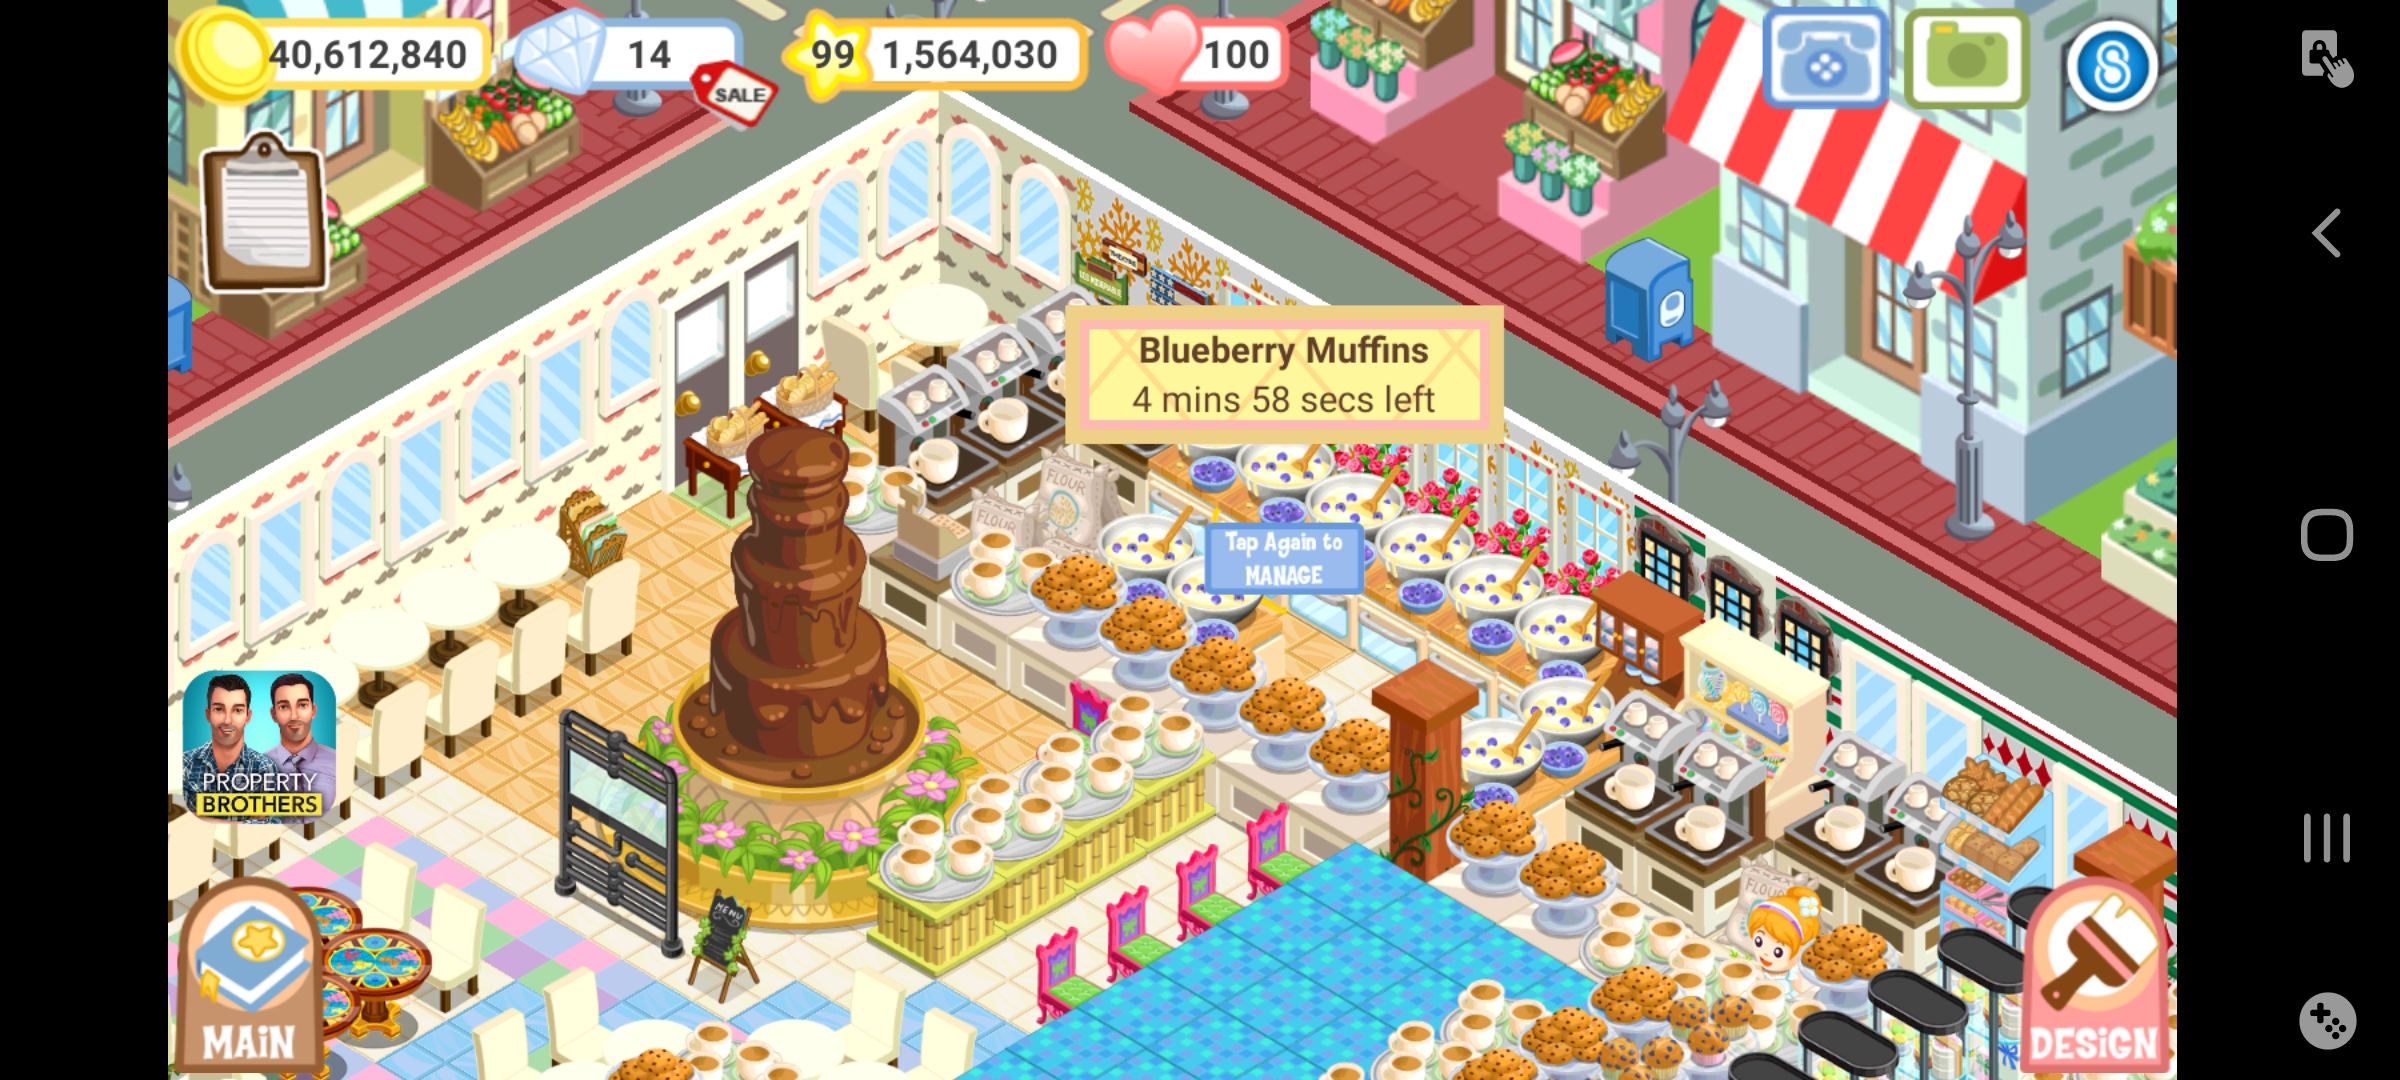 40,612,840
14
SALE
99
1,564,030
100
Blueberry Muffins
4 mins 58 secs left
FLOUR
FLOUR
Tap Again to
MANAGE
PROPERTY
BROTHERS
MENU
FLOUR
MAiN
DESiGN